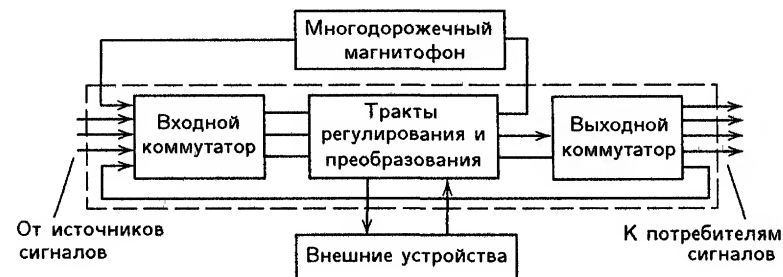 Многодорожечный
магнитофон
Входной
коммутатор
Тракты
регулирования и
преобразования
Выходной
коммутатор
От источников
сигналов
Внешние устройства
К потребителям
сигналов